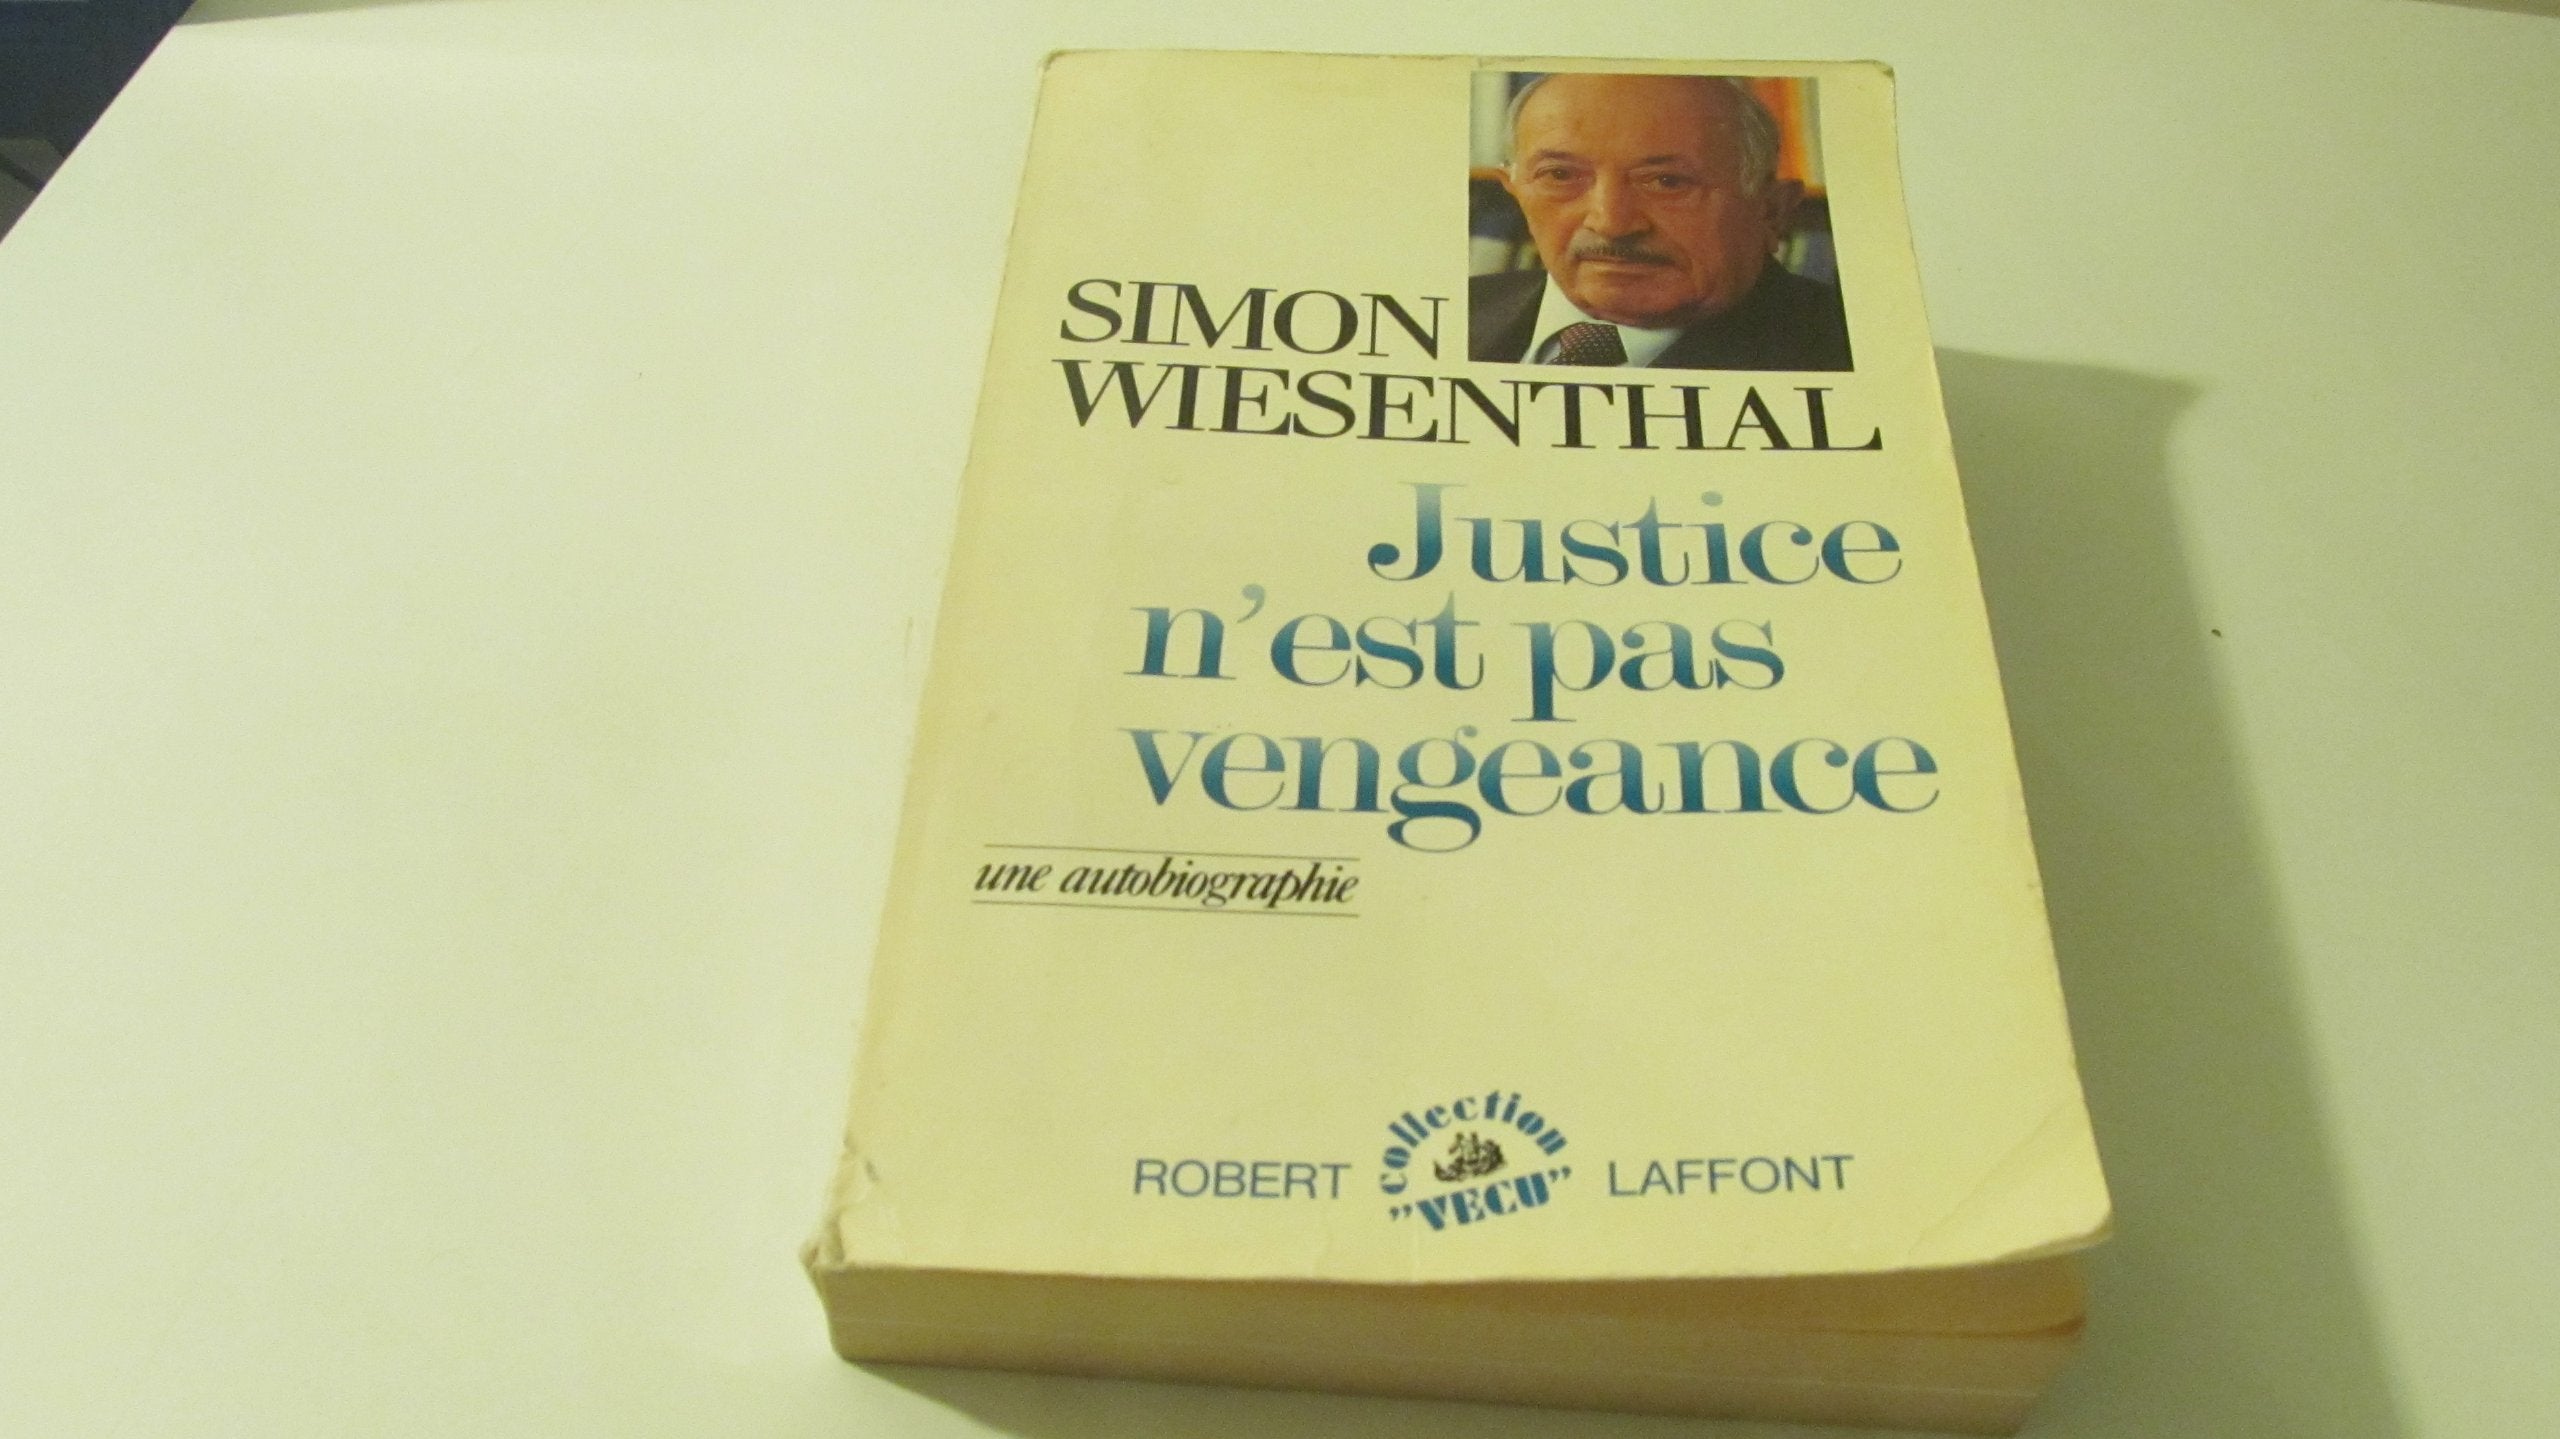 SIMON
WIESENTHAL
Justice
n'est pas
vengeance
une autobiographie
ROBERT collection "VECU" LAFFONT